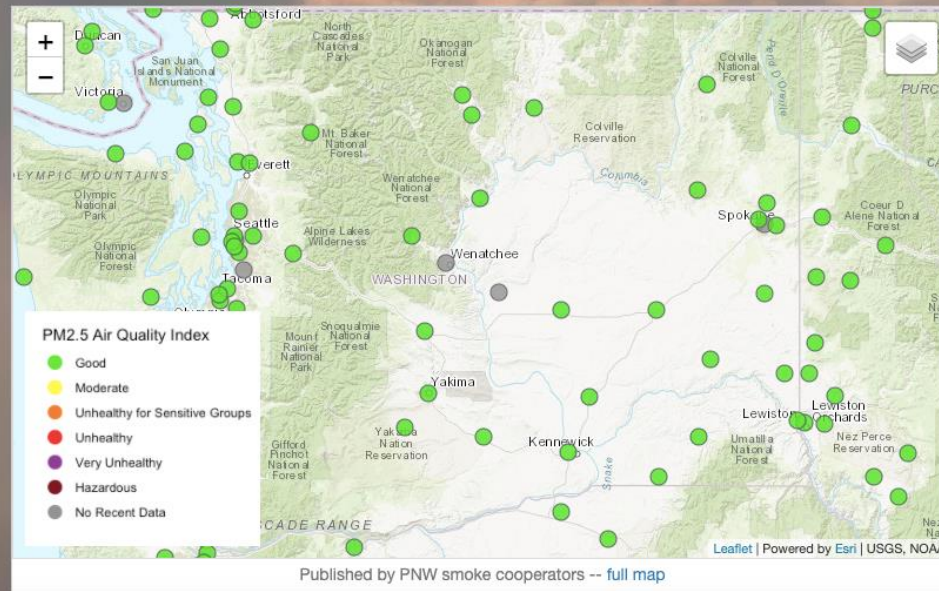 +
−
Abbotsford
Duncan
San Juan
Island's National
Monument
Victoria
North
Cascades
National
Park
Okanogan
National
Forest
Colville
National
Forest
Pend D'Oreille
PURC
Mt Baker
National
Forest
Colville
Reservation
Everett
OLYMPIC MOUNTAINS
Olympic
National
Park
Wenatchee
National
Forest
Columbia
Spokane
Coeur D
Alene National
Forest
Seattle
Alpine Lakes
Wilderness
Olympic
National
Forest
Wenatchee
WASHINGTON
Tacoma
Snoqualmie
National
Forest
Mount
Rainier
National
Park
PM2.5 Air Quality Index
Good
Moderate
Unhealthy for Sensitive Groups
Unhealthy
Very Unhealthy
Hazardous
No Recent Data
Yakima
Lewiston
Lewiston
Orchards
Nez Perce
Reservation
Gifford
Pinchot
National
Forest
Yakama
Nation
Reservation
Kennewick
Snake
Umatilla
National
Forest
CASCADE RANGE
Leaflet | Powered by Esri | USGS, NOAA
Published by PNW smoke cooperators -- full map